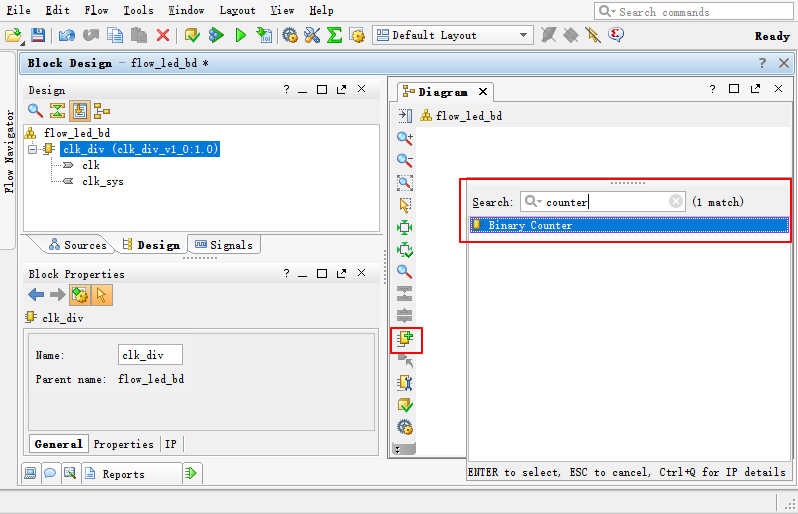 File Edit Flow Tools Window Layout View Help
Search commands
Default Layout
Ready
Flow Navigator
Block Design - flow_led_bd *
Design
flow_led_bd
clk_div (clk_div_v1_0:1.0)
clk
clk_sys
Sources Design Signals
Block Properties
clk_div
Name: clk_div
Parent name: flow_led_bd
General Properties IP
Reports
Diagram
flow_led_bd
Search: counter (1 match)
Binary Counter
ENTER to select, ESC to cancel, Ctrl+Q for IP details